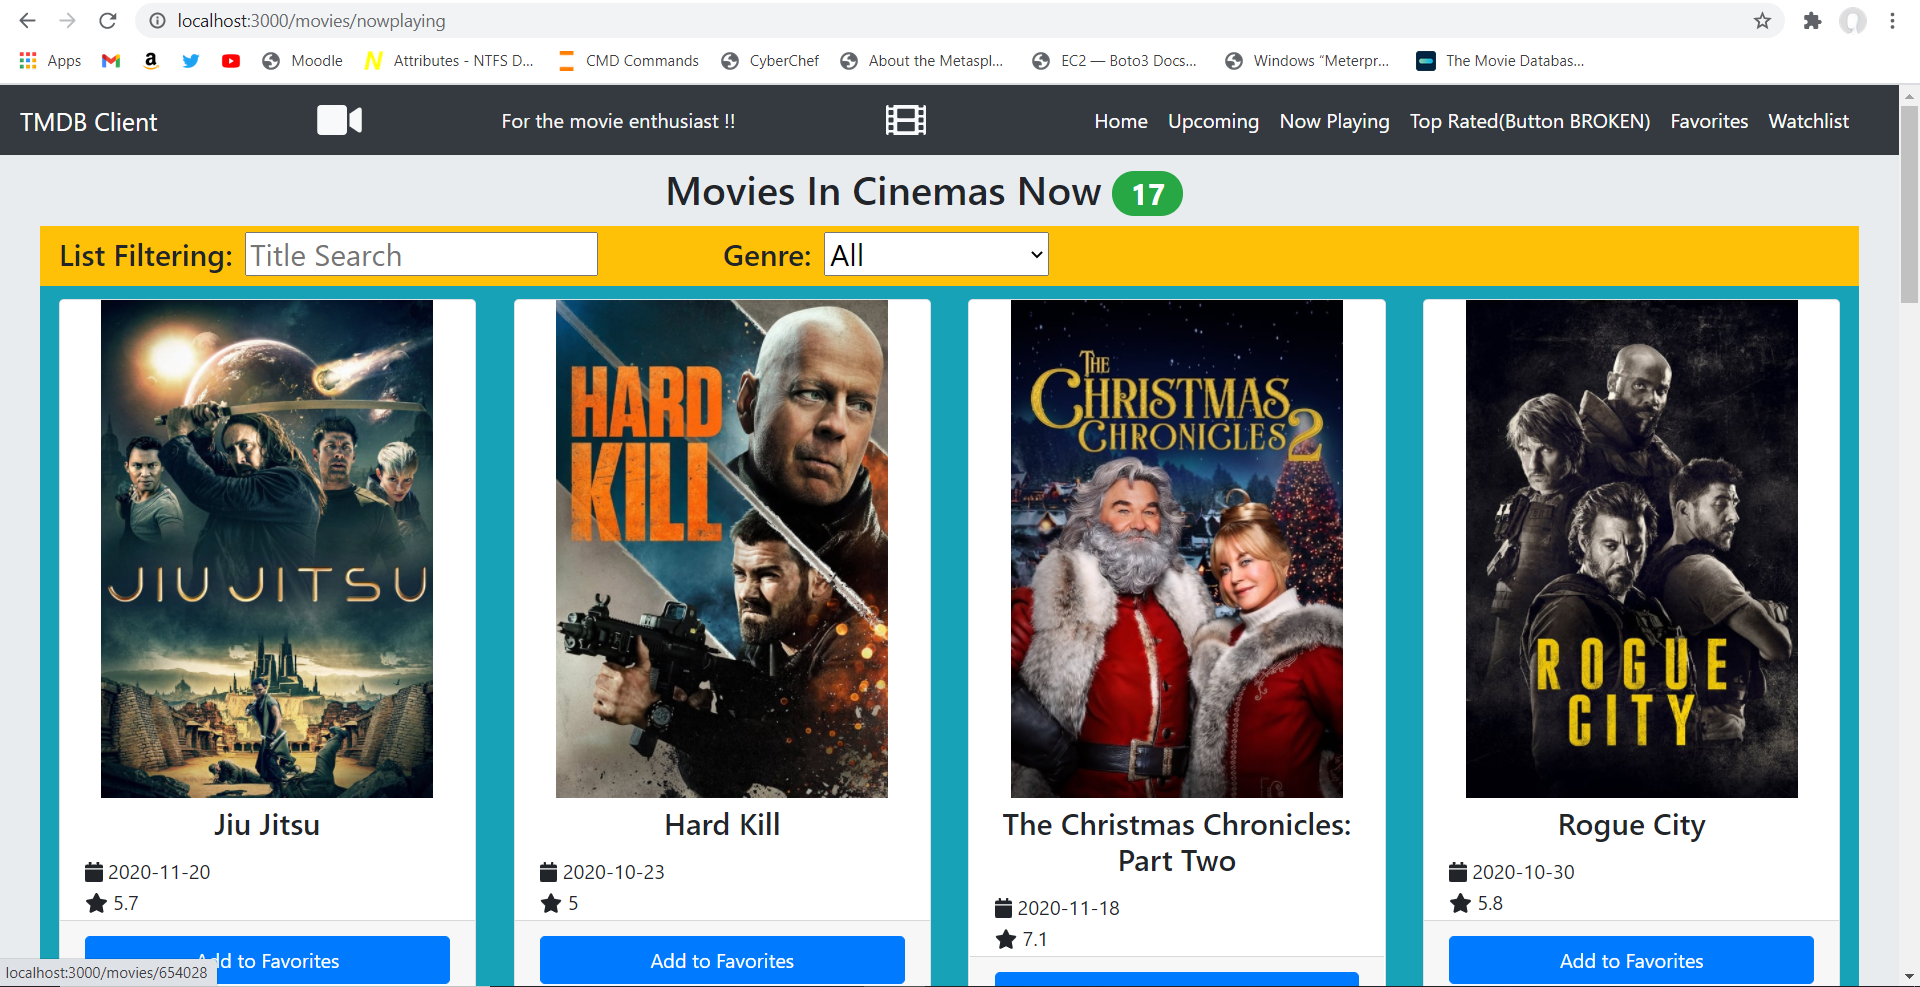 localhost:3000/movies/nowplaying
Apps Moodle Attributes - NTFS D... CMD Commands CyberChef About the Metaspl... EC2 — Boto3 Docs... Windows “Meterpr... The Movie Databas...
TMDB Client For the movie enthusiast !! Home Upcoming Now Playing Top Rated(Button BROKEN) Favorites Watchlist
Movies In Cinemas Now 17
List Filtering: Title Search Genre: All
JIU JITSU
HARD
KILL
THE
CHRISTMAS
CHRONICLES 2
ROGUE
CITY
Jiu Jitsu
2020-11-20
5.7
Add to Favorites
Hard Kill
2020-10-23
5
Add to Favorites
The Christmas Chronicles:
Part Two
2020-11-18
7.1
Rogue City
2020-10-30
5.8
Add to Favorites
localhost:3000/movies/654028